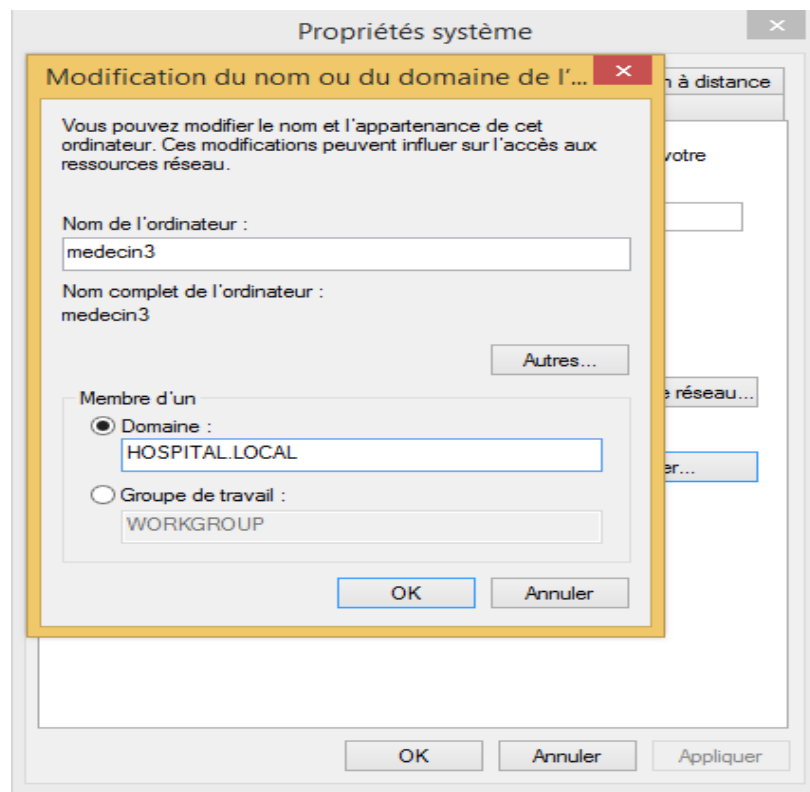 Propriétés système
Modification du nom ou du domaine de l'...
n à distance
Vous pouvez modifier le nom et l'appartenance de cet
ordinateur. Ces modifications peuvent influer sur l'accès aux
ressources réseau.
votre
Nom de l'ordinateur :
medecin3
Nom complet de l'ordinateur :
medecin3
Autres...
e réseau...
Membre d'un
Domaine :
HOSPITAL.LOCAL
er...
Groupe de travail :
WORKGROUP
OK Annuler
OK Annuler Appliquer